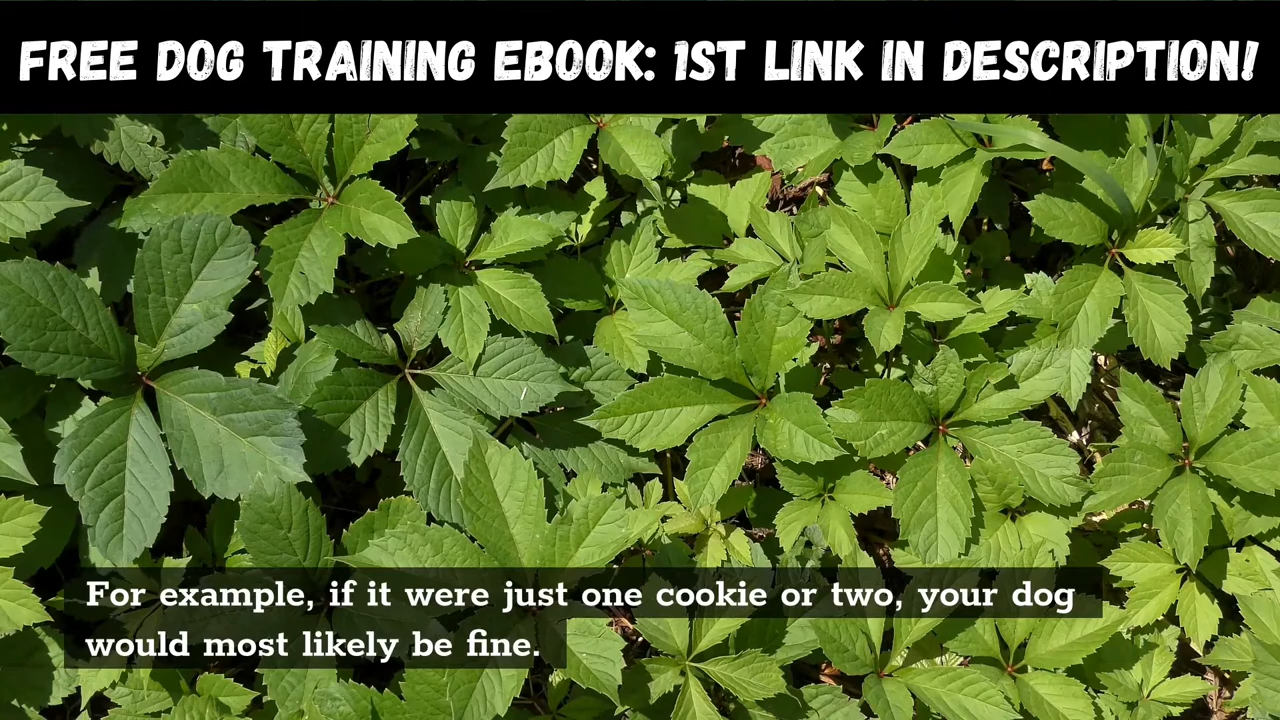 FREE DOG TRAINING EBOOK: 1ST LINK IN DESCRIPTION!
For example, if it were just one cookie or two, your dog
would most likely be fine.